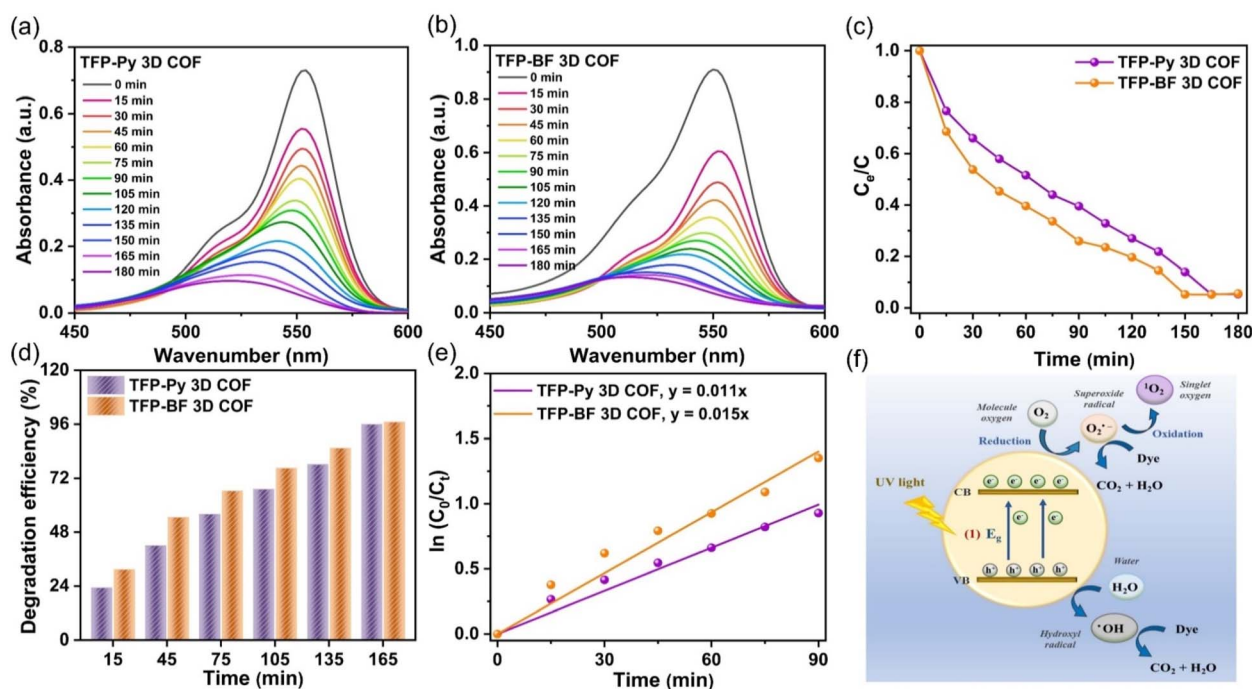 (a)
0.8
0.6
0.4
0.2
0.0
Absorbance (a.u.)
TFP-Py 3D COF
0 min
15 min
30 min
45 min
60 min
75 min
90 min
105 min
120 min
135 min
150 min
165 min
180 min
450 500 550 600
Wavenumber (nm)
(b)
1.0
0.8
0.6
0.4
0.2
0.0
Absorbance (a.u.)
TFP-BF 3D COF
0 min
15 min
30 min
45 min
60 min
75 min
90 min
105 min
120 min
135 min
150 min
165 min
180 min
450 500 550 600
Wavenumber (nm)
(c)
1.0
0.8
0.6
0.4
0.2
0.0
Cₑ/C
TFP-Py 3D COF
TFP-BF 3D COF
0 30 60 90 120 150 180
Time (min)
(d)
120
96
72
48
24
0
Degradation efficiency (%)
TFP-Py 3D COF
TFP-BF 3D COF
15 45 75 105 135 165
Time (min)
(e)
2.0
1.5
1.0
0.5
0.0
ln (C₀/Cₜ)
TFP-Py 3D COF, y = 0.011x
TFP-BF 3D COF, y = 0.015x
0 30 60 90
Time (min)
(f)
Molecule
oxygen
O₂
Superoxide
radical
O₂•⁻
¹O₂
Singlet
oxygen
Reduction
Oxidation
Dye
CO₂ + H₂O
UV light
CB
e⁻ e⁻ e⁻ e⁻
(1) E_g
e⁻ e⁻
h⁺ h⁺ h⁺ h⁺
VB
Water
H₂O
Hydroxyl
radical
•OH
Dye
CO₂ + H₂O